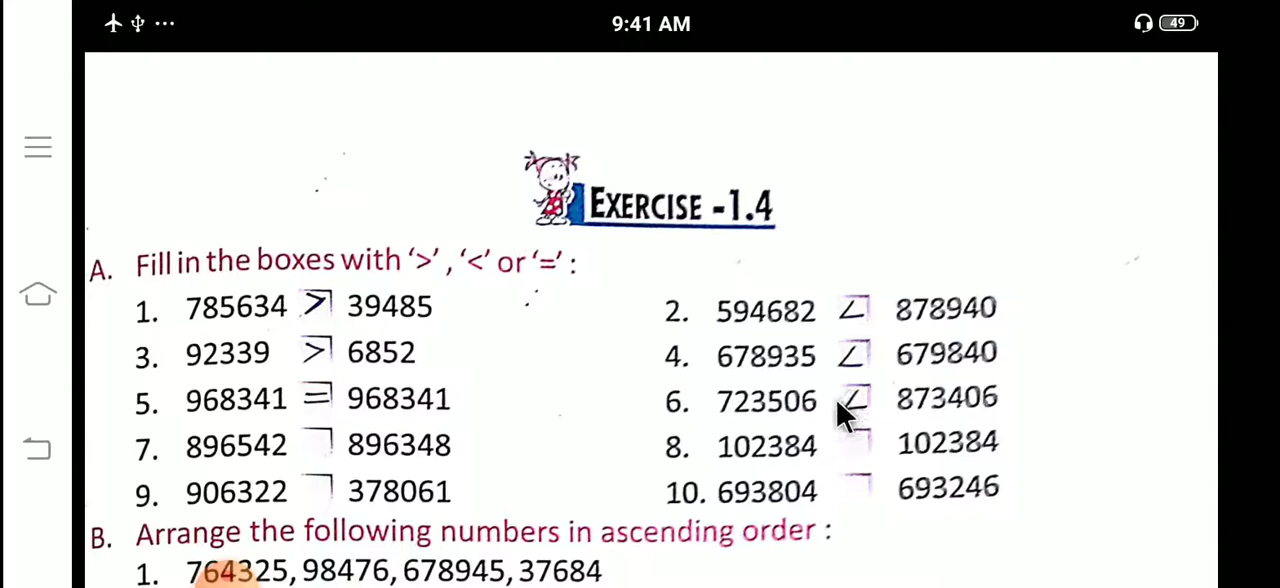 9:41 AM
49
EXERCISE -1.4
A. Fill in the boxes with '>' , '<' or '=' :
1. 785634 > 39485 2. 594682 < 878940
3. 92339 > 6852 4. 678935 < 679840
5. 968341 = 968341 6. 723506 < 873406
7. 896542 896348 8. 102384 102384
9. 906322 378061 10. 693804 693246
B. Arrange the following numbers in ascending order :
1. 764325, 98476, 678945, 37684